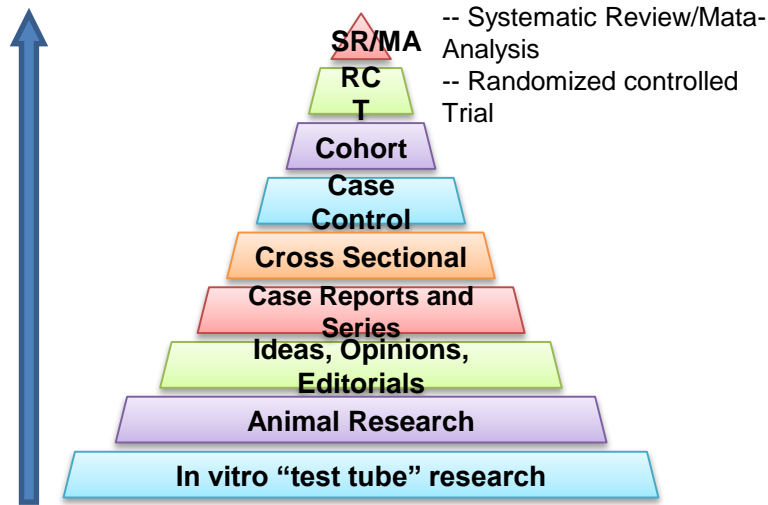 SR/MA
-- Systematic Review/Mata-
Analysis
-- Randomized controlled
Trial
RC
T
Cohort
Case
Control
Cross Sectional
Case Reports and
Series
Ideas, Opinions,
Editorials
Animal Research
In vitro “test tube” research